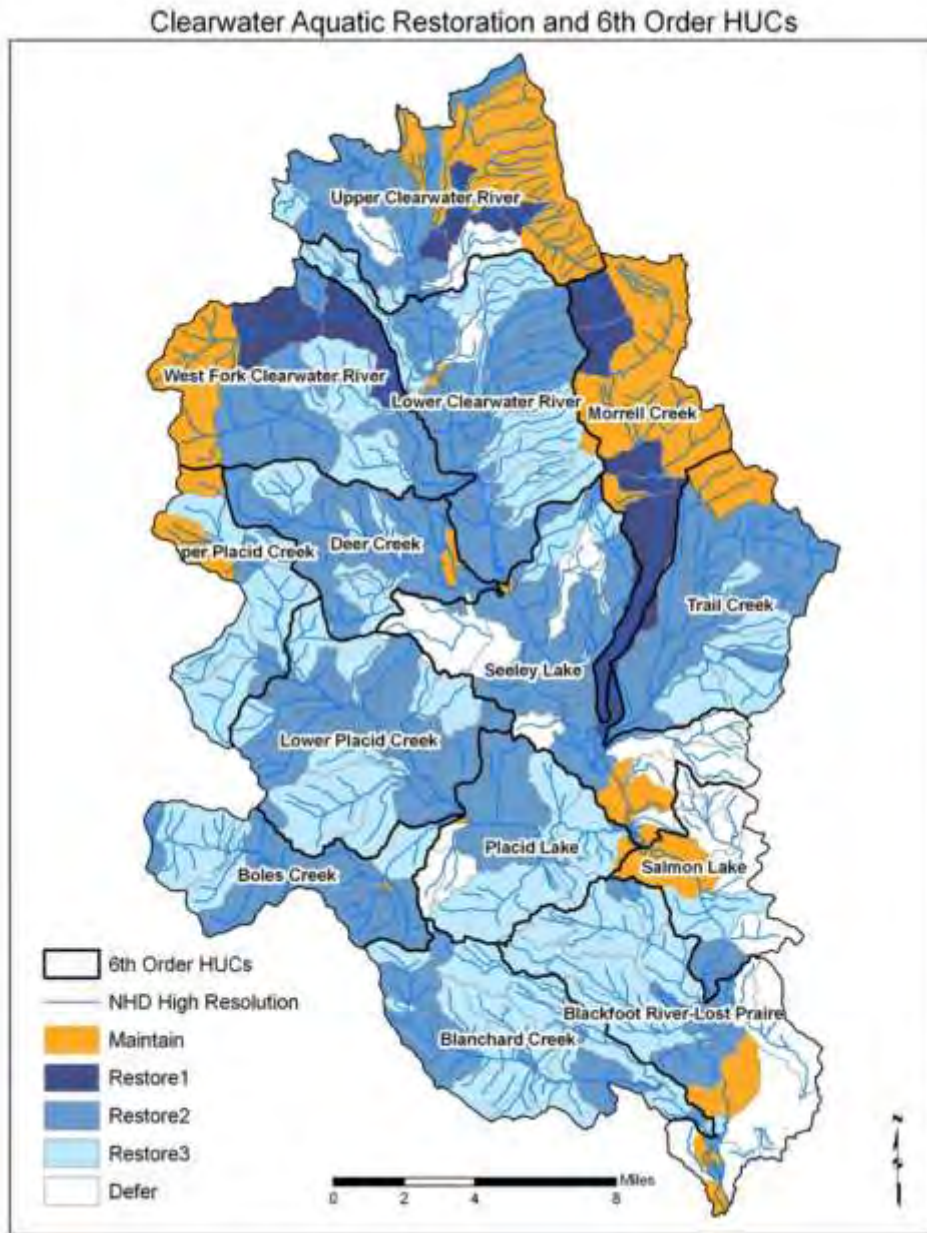 Clearwater Aquatic Restoration and 6th Order HUCs
Upper Clearwater River
West Fork Clearwater River
Lower Clearwater River
Morrell Creek
per Placid Creek
Deer Creek
Trail Creek
Seeley Lake
Lower Placid Creek
Placid Lake
Salmon Lake
Boles Creek
Blackfoot River-Lost Praire
Blanchard Creek
6th Order HUCs
NHD High Resolution
Maintain
Restore1
Restore2
Restore3
Defer
Miles
0 2 4 8
N